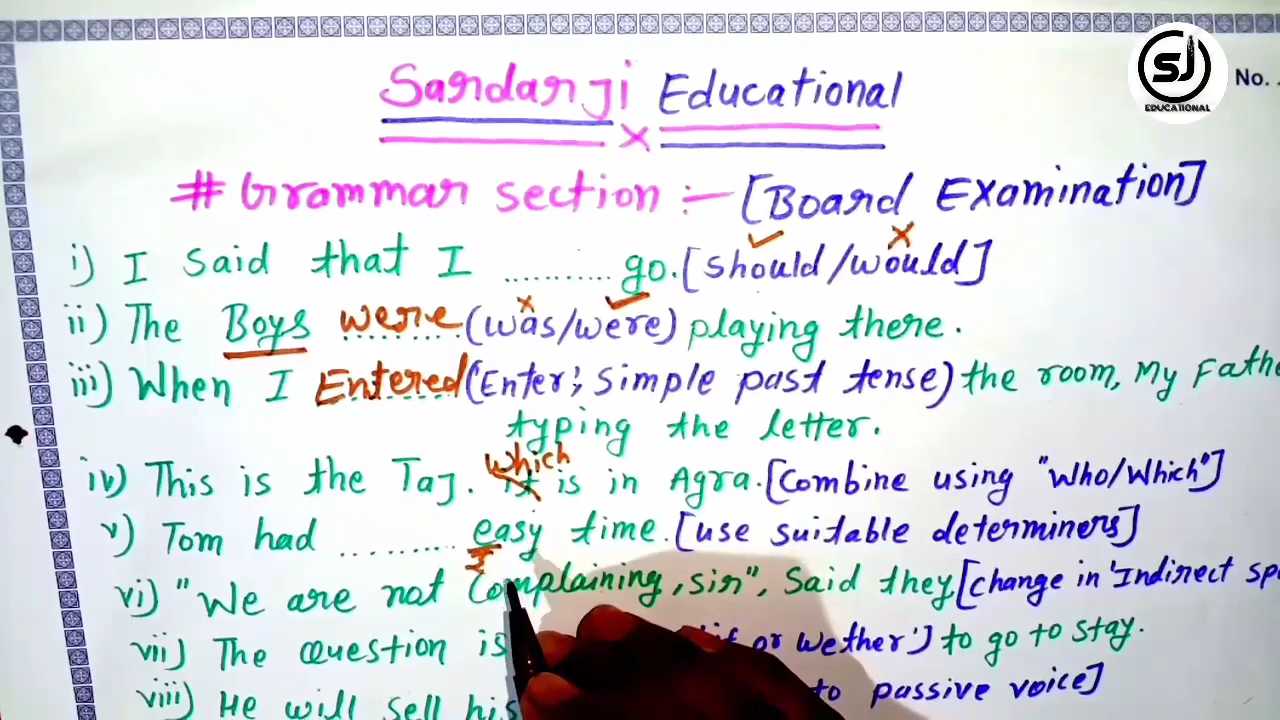 Sardar Ji Educational
SJ
EDUCATIONAL
No.
x
# Grammar section :- [Board Examination]
i) I said that I .......... go. [should/would]
ii) The Boys were (was/were) playing there.
iii) When I Entered ('Enter'; simple past tense) the room, My Fathe
typing the letter.
which
iv) This is the Taj. it is in Agra. [Combine using "Who/Which"]
v) Tom had .......... easy time. [use suitable determiners]
vi) "We are not complaining, sir", said they [change in 'Indirect sp
vii) The Question is or wether') to go to stay.
viii) He will sell his to passive voice]